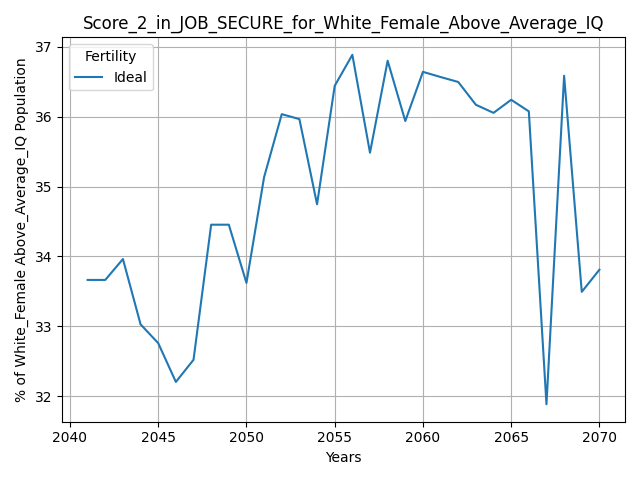 Score_2_in_JOB_SECURE_for_White_Female_Above_Average_IQ
Fertility
Ideal
% of White_Female Above_Average_IQ Population
37
36
35
34
33
32
2040 2045 2050 2055 2060 2065 2070
Years